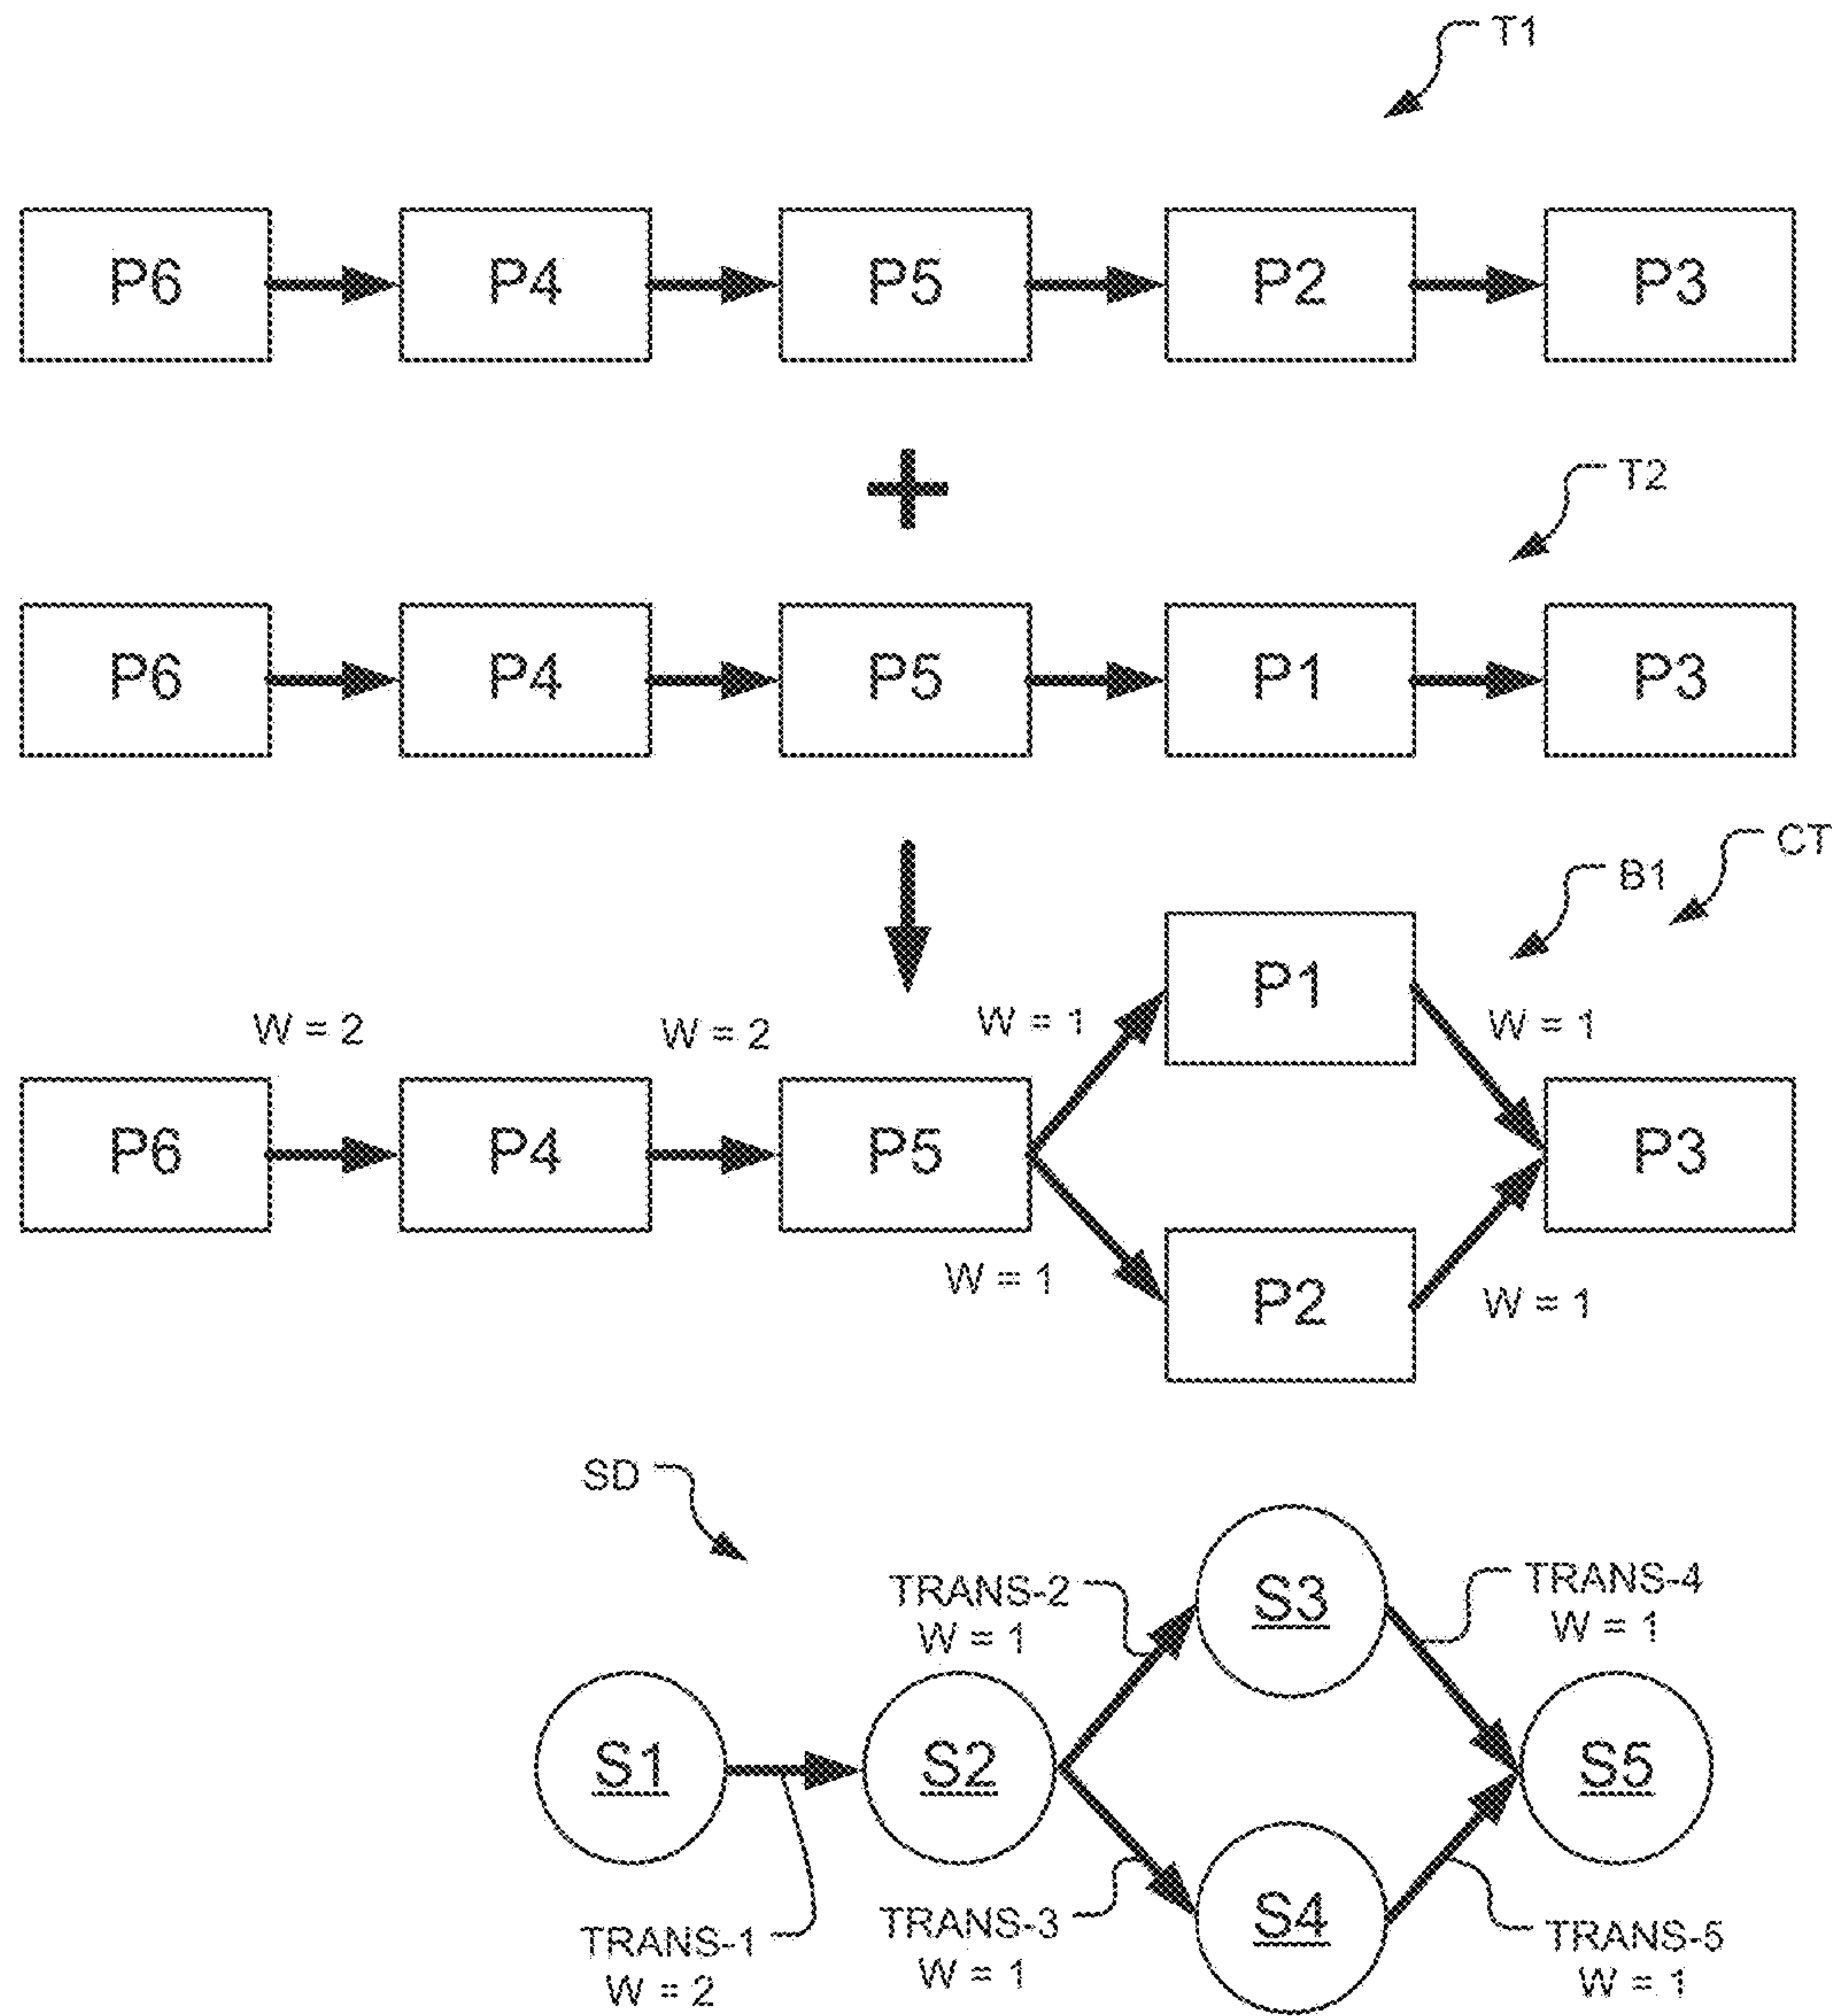 T1
P6 P4 P5 P2 P3
+
T2
P6 P4 P5 P1 P3
CT
B1
P1
W = 2 W = 2 W = 1 W = 1
P6 P4 P5 P3
W = 1 P2 W = 1
SD
TRANS-2 S3 TRANS-4
W = 1 W = 1
S1 S2 S5
TRANS-1 TRANS-3 S4 TRANS-5
W = 2 W = 1 W = 1